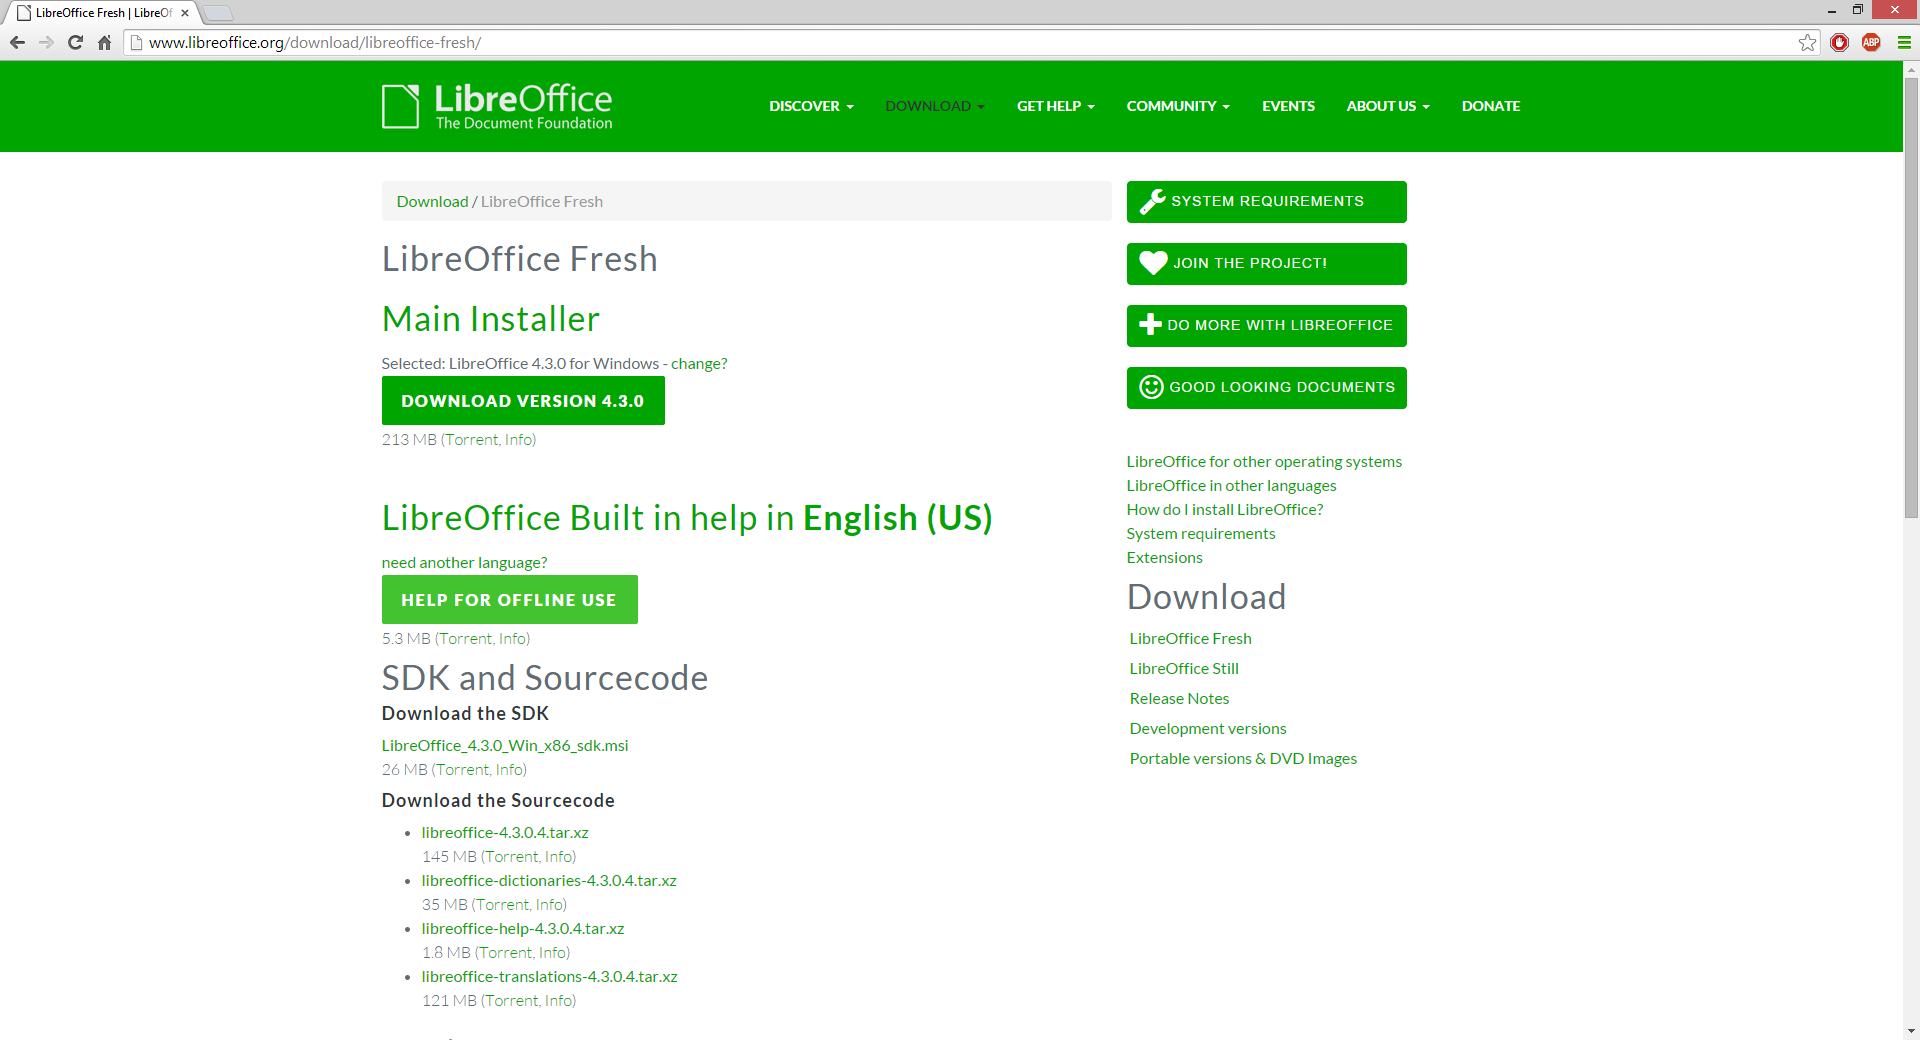 LibreOffice Fresh | LibreOf
www.libreoffice.org/download/libreoffice-fresh/
ABP
LibreOffice
The Document Foundation
DISCOVER DOWNLOAD GET HELP COMMUNITY EVENTS ABOUT US DONATE
Download / LibreOffice Fresh
LibreOffice Fresh
Main Installer
Selected: LibreOffice 4.3.0 for Windows - change?
DOWNLOAD VERSION 4.3.0
213 MB (Torrent, Info)
LibreOffice Built in help in English (US)
need another language?
HELP FOR OFFLINE USE
5.3 MB (Torrent, Info)
SDK and Sourcecode
Download the SDK
LibreOffice_4.3.0_Win_x86_sdk.msi
26 MB (Torrent, Info)
Download the Sourcecode
libreoffice-4.3.0.4.tar.xz
145 MB (Torrent, Info)
libreoffice-dictionaries-4.3.0.4.tar.xz
35 MB (Torrent, Info)
libreoffice-help-4.3.0.4.tar.xz
1.8 MB (Torrent, Info)
libreoffice-translations-4.3.0.4.tar.xz
121 MB (Torrent, Info)
SYSTEM REQUIREMENTS
JOIN THE PROJECT!
DO MORE WITH LIBREOFFICE
GOOD LOOKING DOCUMENTS
LibreOffice for other operating systems
LibreOffice in other languages
How do I install LibreOffice?
System requirements
Extensions
Download
LibreOffice Fresh
LibreOffice Still
Release Notes
Development versions
Portable versions & DVD Images